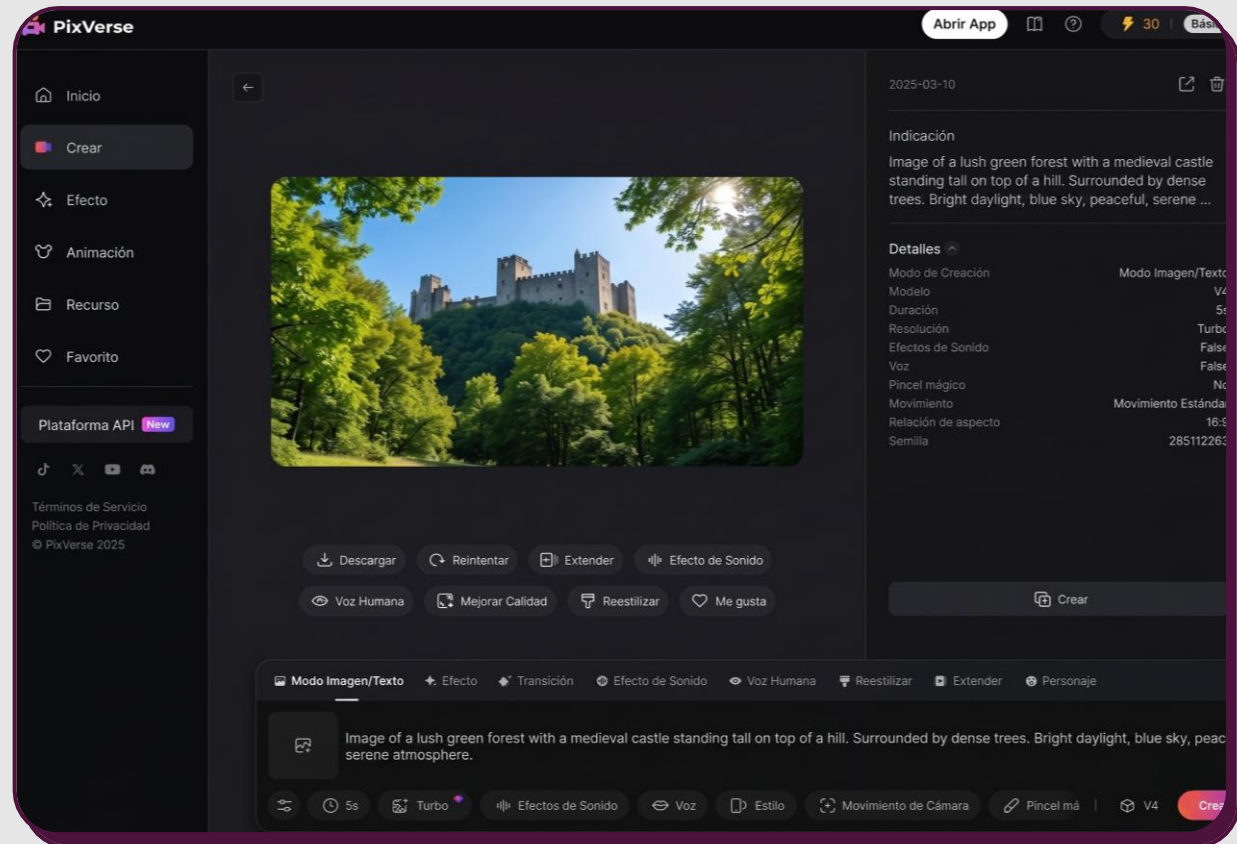 PixVerse
Abrir App
30
Inicio
Crear
Efecto
Animación
Recurso
Favorito
Plataforma API New
Términos de Servicio
Política de Privacidad
© PixVerse 2025
Descargar
Reintentar
Extender
Efecto de Sonido
Voz Humana
Mejorar Calidad
Reestilizar
Me gusta
2025-03-10
Indicación
Image of a lush green forest with a medieval castle
standing tall on top of a hill. Surrounded by dense
trees. Bright daylight, blue sky, peaceful, serene ...
Detalles
Modo de Creación Modo Imagen/Texto
Modelo V4
Duración 5s
Resolución Turbo
Efectos de Sonido False
Voz False
Pincel mágico No
Movimiento Movimiento Estándar
Relación de aspecto 16:9
Semilla 285112263
Crear
Modo Imagen/Texto Efecto Transición Efecto de Sonido Voz Humana Reestilizar Extender Personaje
Image of a lush green forest with a medieval castle standing tall on top of a hill. Surrounded by dense trees. Bright daylight, blue sky, peac
serene atmosphere.
5s Turbo Efectos de Sonido Voz Estilo Movimiento de Cámara Pincel má V4 Crea